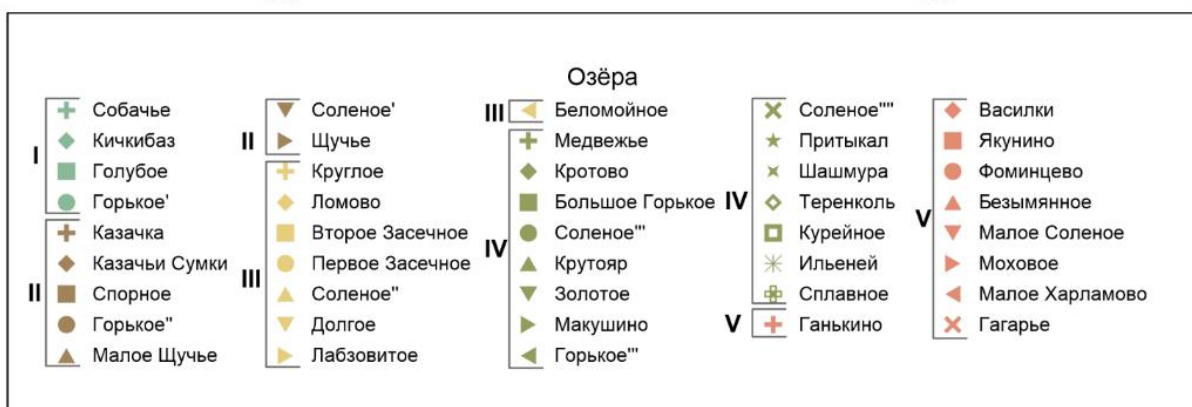 Озёра
I
Собачье
Кичкибаз
Голубое
Горькое'
II
Казачка
Казачьи Сумки
Спорное
Горькое"
Малое Щучье
II
Соленое'
Щучье
III
Круглое
Ломово
Второе Засечное
Первое Засечное
Соленое"
Долгое
Лабзовитое
III
Беломойное
IV
Медвежье
Кротово
Большое Горькое
Соленое'"
Крутояр
Золотое
Макушино
Горькое'"
IV
Соленое""
Притыкал
Шашмура
Теренколь
Курейное
Ильеней
Сплавное
V
Ганькино
V
Василки
Якунино
Фоминцево
Безымянное
Малое Соленое
Моховое
Малое Харламово
Гагарье